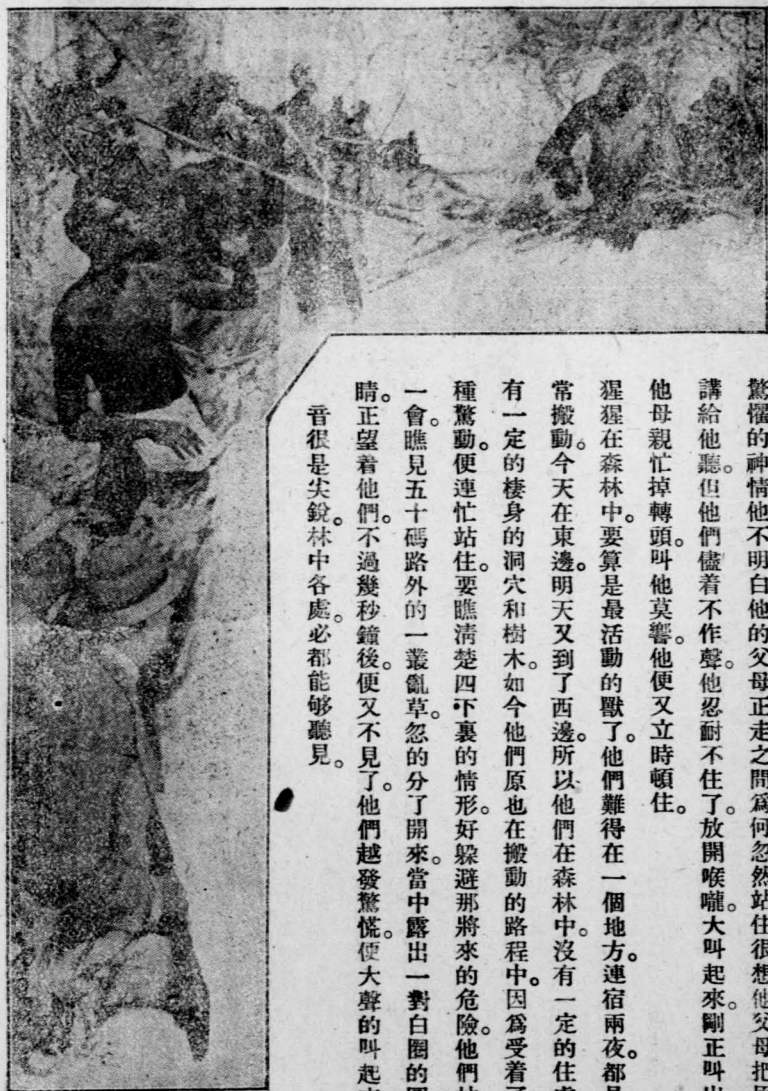 驚懼的神情他不明白他的父母正走之間爲何忽然站住很想他父母把
講給他聽。但他們儘着不作聲。他忍耐不住了。放開喉嚨。大叫起來。剛正叫出
他母親忙掉轉頭。叫他莫響。他便又立時頓住。
猩猩在森林中。要算是最活動的獸了。他們難得在一個地方。連宿兩夜。都是
常搬動。今天在東邊。明天又到了西邊。所以他們在森林中。沒有一定的住處
有一定的棲身的洞穴和樹木。如今他們原也在搬動的路程中。因爲受着了
種驚動。便連忙站住。要瞧清楚四下裏的情形。好躱避那將來的危險。他們
一會。瞧見五十碼路外的一叢亂草。忽的分了開來。當中露出一對白圈的
睛。正望着他們。不過幾秒鐘後。便又不見了。他們越發驚慌。便大聲的叫起
音很是尖銳。林中各處。必都能够聽見。